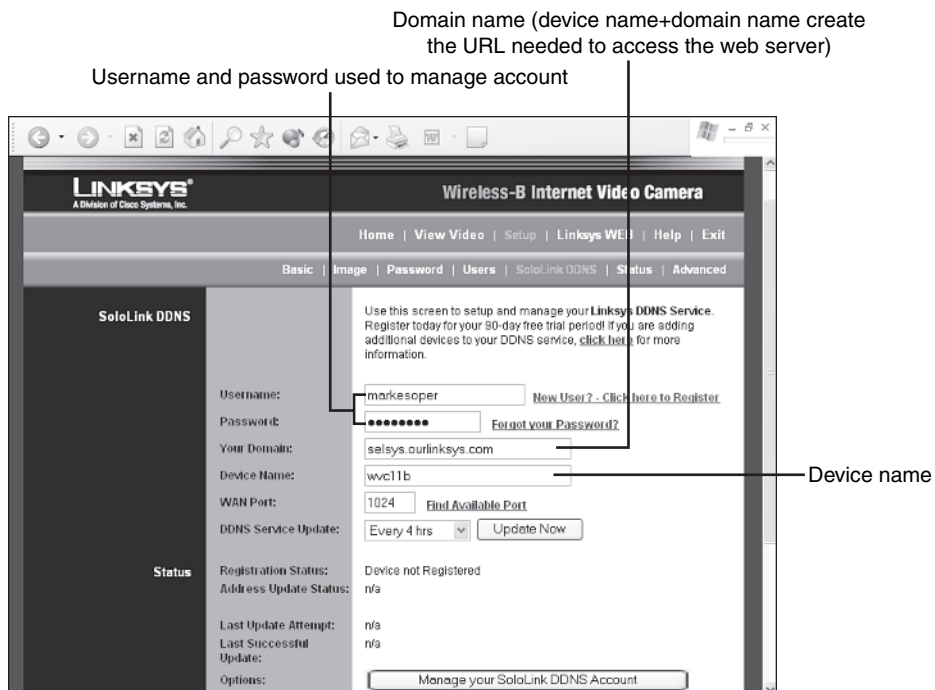 Domain name (device name+domain name create
the URL needed to access the web server)
Username and password used to manage account
LINKSYS®
A Division of Cisco Systems, Inc.
Wireless-B Internet Video Camera
Home | View Video | Setup | Linksys WEB | Help | Exit
Basic | Image | Password | Users | SoloLink DDNS | Status | Advanced
SoloLink DDNS
Use this screen to setup and manage your Linksys DDNS Service.
Register today for your 90-day free trial period! If you are adding
additional devices to your DDNS service, click here for more
information.
Username: markesoper New User? - Click here to Register
Password: ●●●●●●●● Forgot your Password?
Your Domain: selsys.ourlinksys.com
Device Name: wvc11b
Device name
WAN Port: 1024 Find Available Port
DDNS Service Update: Every 4 hrs Update Now
Status
Registration Status: Device not Registered
Address Update Status: n/a
Last Update Attempt: n/a
Last Successful n/a
Update:
Options: Manage your SoloLink DDNS Account